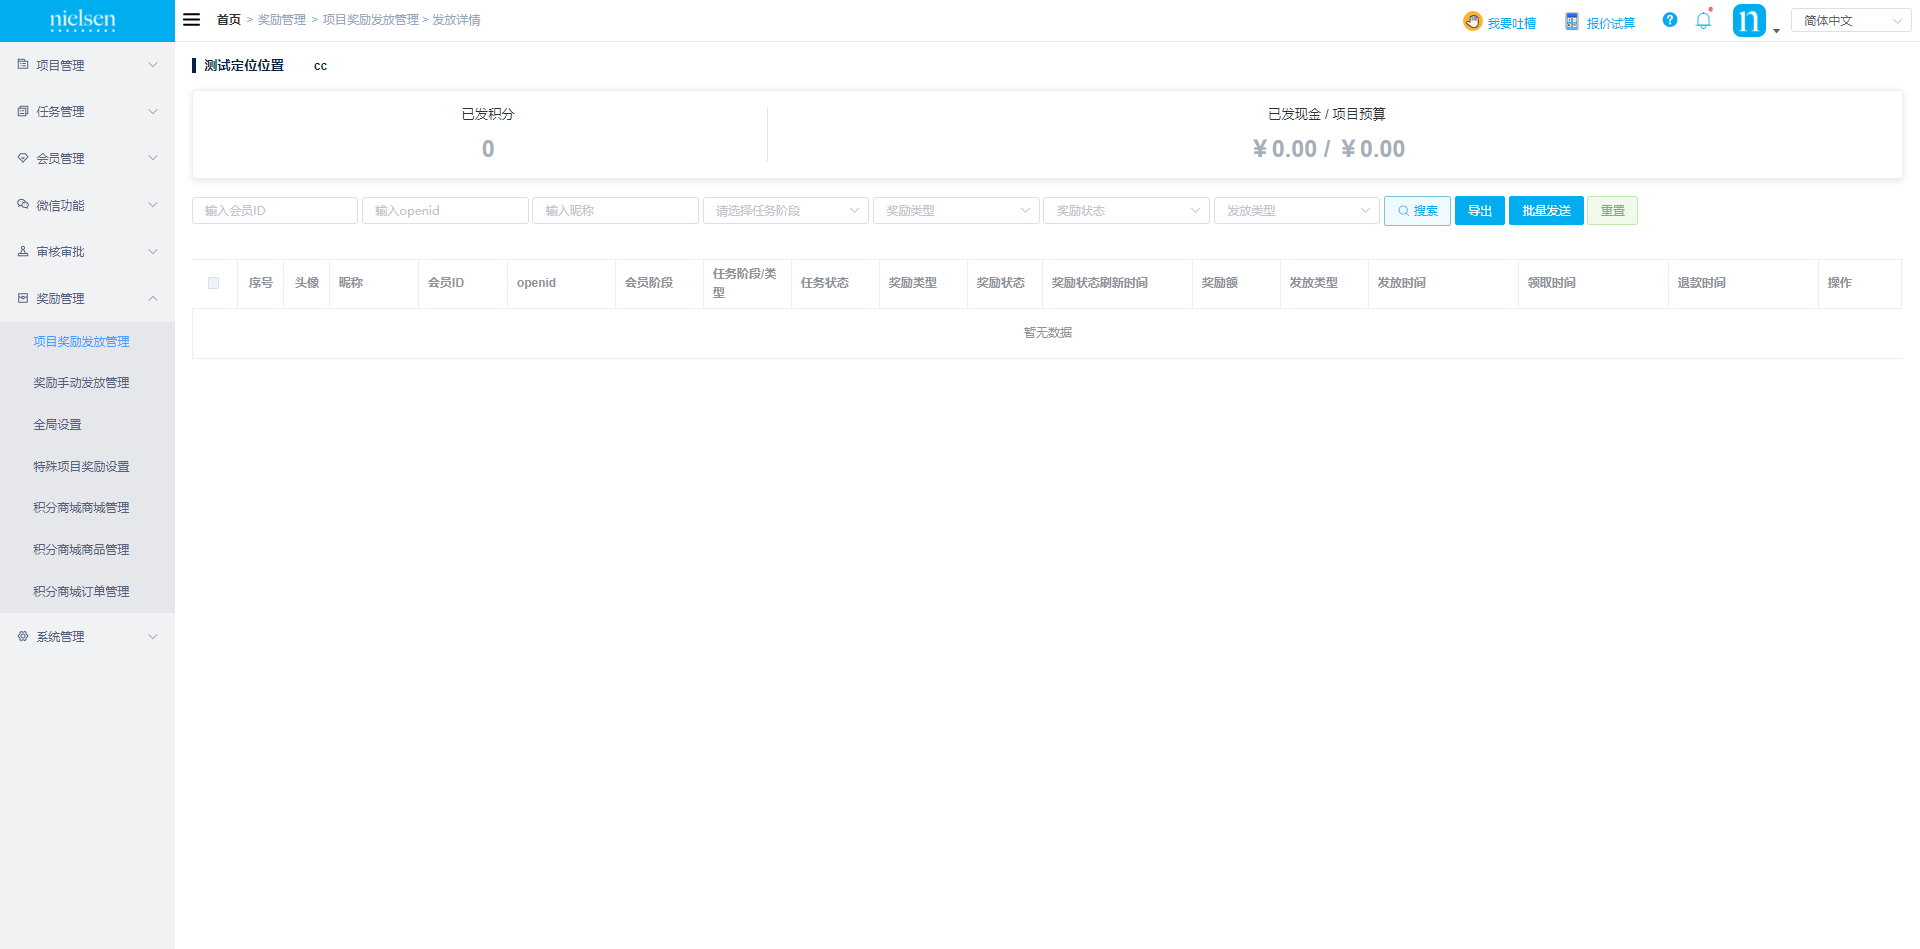 nielsen
首页 > 奖励管理 > 项目奖励发放管理 > 发放详情
我要吐槽
报价试算
?
n
简体中文
项目管理
任务管理
会员管理
微信功能
审核审批
奖励管理
项目奖励发放管理
奖励手动发放管理
全局设置
特殊项目奖励设置
积分商城商城管理
积分商城商品管理
积分商城订单管理
系统管理
测试定位位置 cc
已发积分
0
已发现金 / 项目预算
¥ 0.00 / ¥ 0.00
输入会员ID 输入openid 输入昵称 请选择任务阶段 奖励类型 奖励状态 发放类型 搜索 导出 批量发送 重置
序号 头像 昵称 会员ID openid 会员阶段 任务阶段/类型 任务状态 奖励类型 奖励状态 奖励状态刷新时间 奖励额 发放类型 发放时间 领取时间 退款时间 操作
暂无数据